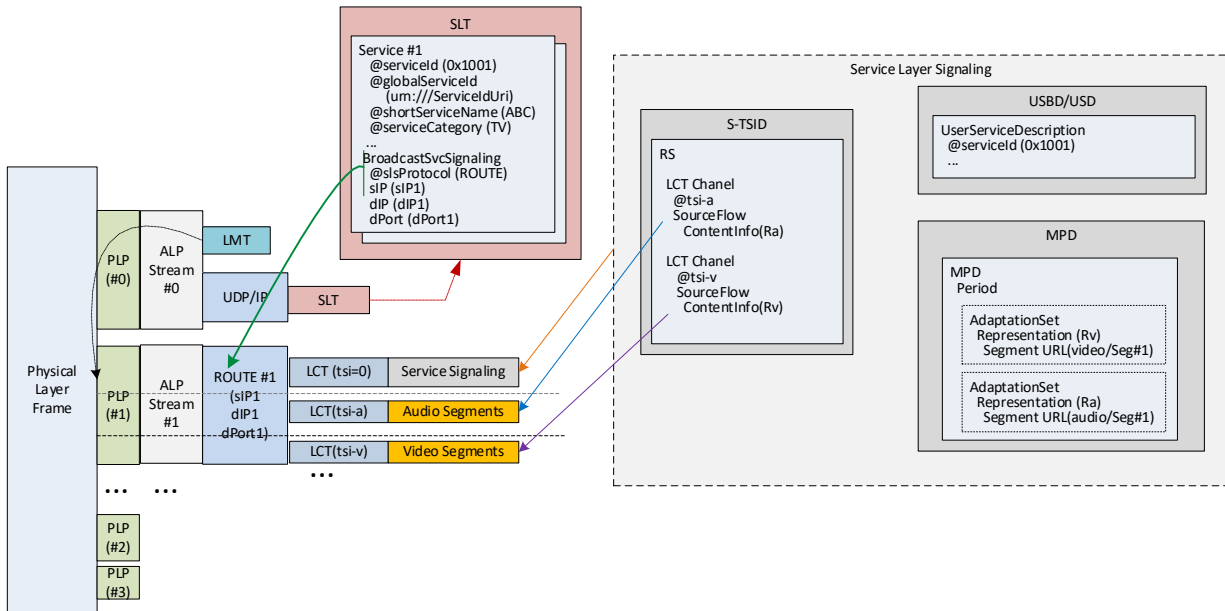 SLT
Service #1
@serviceId (0x1001)
@globalServiceId
(urn:///ServiceIdUri)
@shortServiceName (ABC)
@serviceCategory (TV)
...
BroadcastSvcSignaling
@slsProtocol (ROUTE)
sIP (sIP1)
dIP (dIP1)
dPort (dPort1)
Service Layer Signaling
S-TSID
RS
LCT Chanel
@tsi-a
SourceFlow
ContentInfo(Ra)
LCT Chanel
@tsi-v
SourceFlow
ContentInfo(Rv)
USBD/USD
UserServiceDescription
@serviceId (0x1001)
...
MPD
MPD
Period
AdaptationSet
Representation (Rv)
Segment URL(video/Seg#1)
AdaptationSet
Representation (Ra)
Segment URL(audio/Seg#1)
Physical
Layer
Frame
PLP
(#0)
ALP
Stream
#0
LMT
UDP/IP
SLT
PLP
(#1)
ALP
Stream
#1
ROUTE #1
(sIP1
dIP1
dPort1)
LCT (tsi=0)
Service Signaling
LCT(tsi-a)
Audio Segments
LCT(tsi-v)
Video Segments
...
... ...
PLP
(#2)
PLP
(#3)